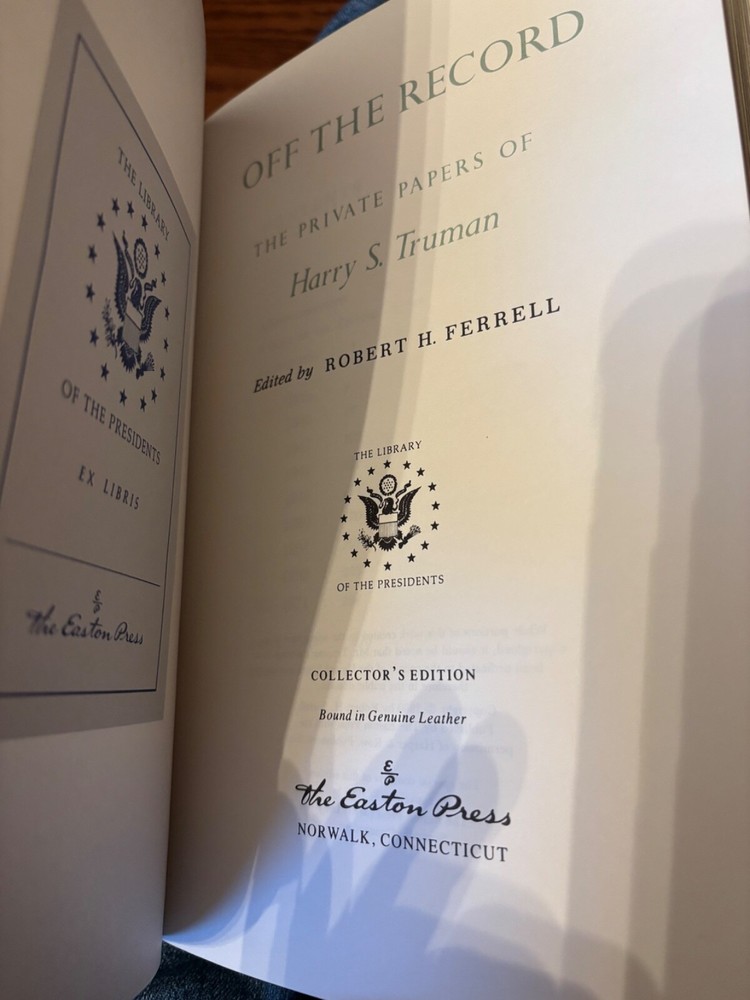 THE LIBRARY
OF THE PRESIDENTS
EX LIBRIS
E/P
The Easton Press
OFF THE RECORD
THE PRIVATE PAPERS OF
Harry S. Truman
Edited by ROBERT H. FERRELL
THE LIBRARY
OF THE PRESIDENTS
COLLECTOR'S EDITION
Bound in Genuine Leather
E/P
The Easton Press
NORWALK, CONNECTICUT